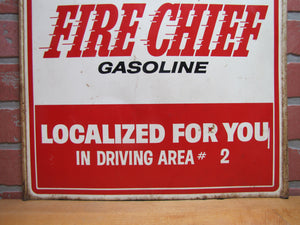 FIRE CHIEF
GASOLINE
LOCALIZED FOR YOU
IN DRIVING AREA # 2